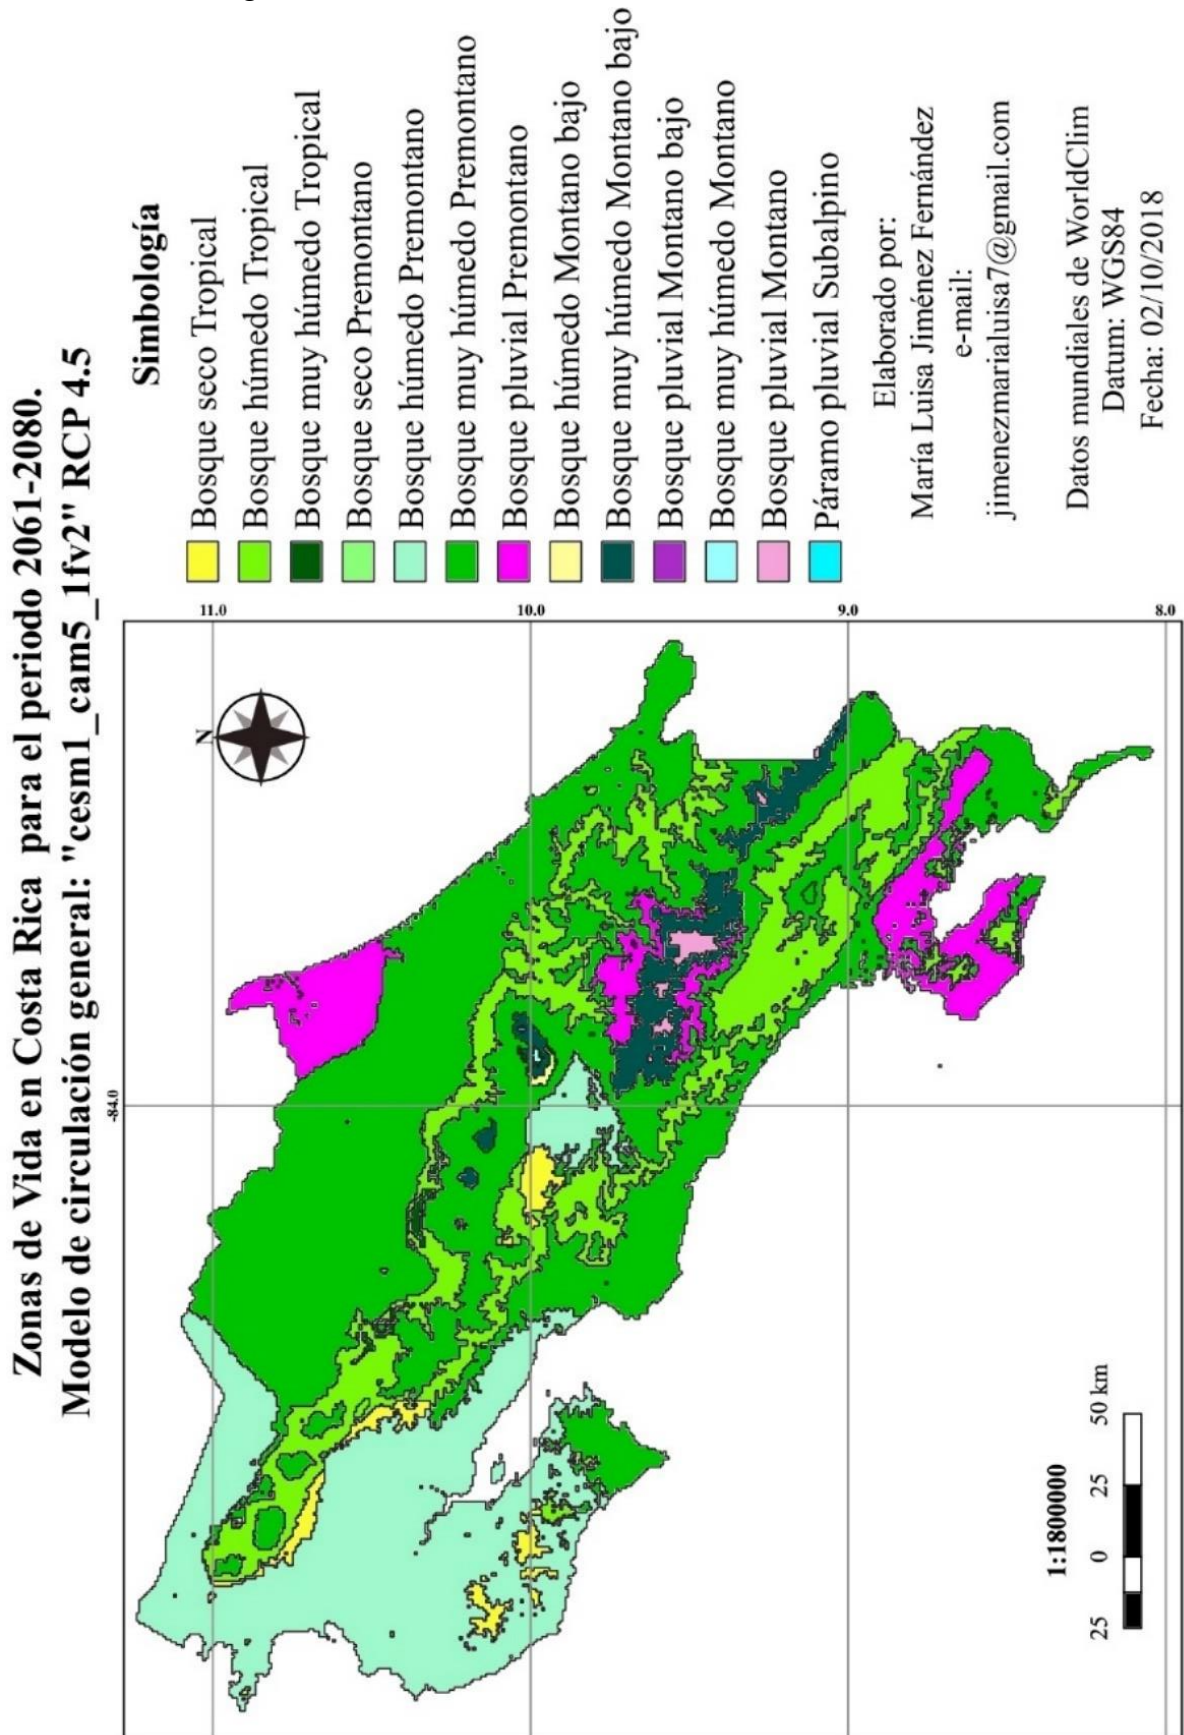 Zonas de Vida en Costa Rica para el periodo 2061-2080.
Modelo de circulación general: "cesm1_cam5_1fv2" RCP 4.5
-84.0
N
11.0
10.0
9.0
8.0
Simbología
Bosque seco Tropical
Bosque húmedo Tropical
Bosque muy húmedo Tropical
Bosque seco Premontano
Bosque húmedo Premontano
Bosque muy húmedo Premontano
Bosque pluvial Premontano
Bosque húmedo Montano bajo
Bosque muy húmedo Montano bajo
Bosque pluvial Montano bajo
Bosque muy húmedo Montano
Bosque pluvial Montano
Páramo pluvial Subalpino
Elaborado por:
María Luisa Jiménez Fernández
e-mail:
jimenezmarialuisa7@gmail.com
Datos mundiales de WorldClim
Datum: WGS84
Fecha: 02/10/2018
1:1800000
25 0 25 50 km